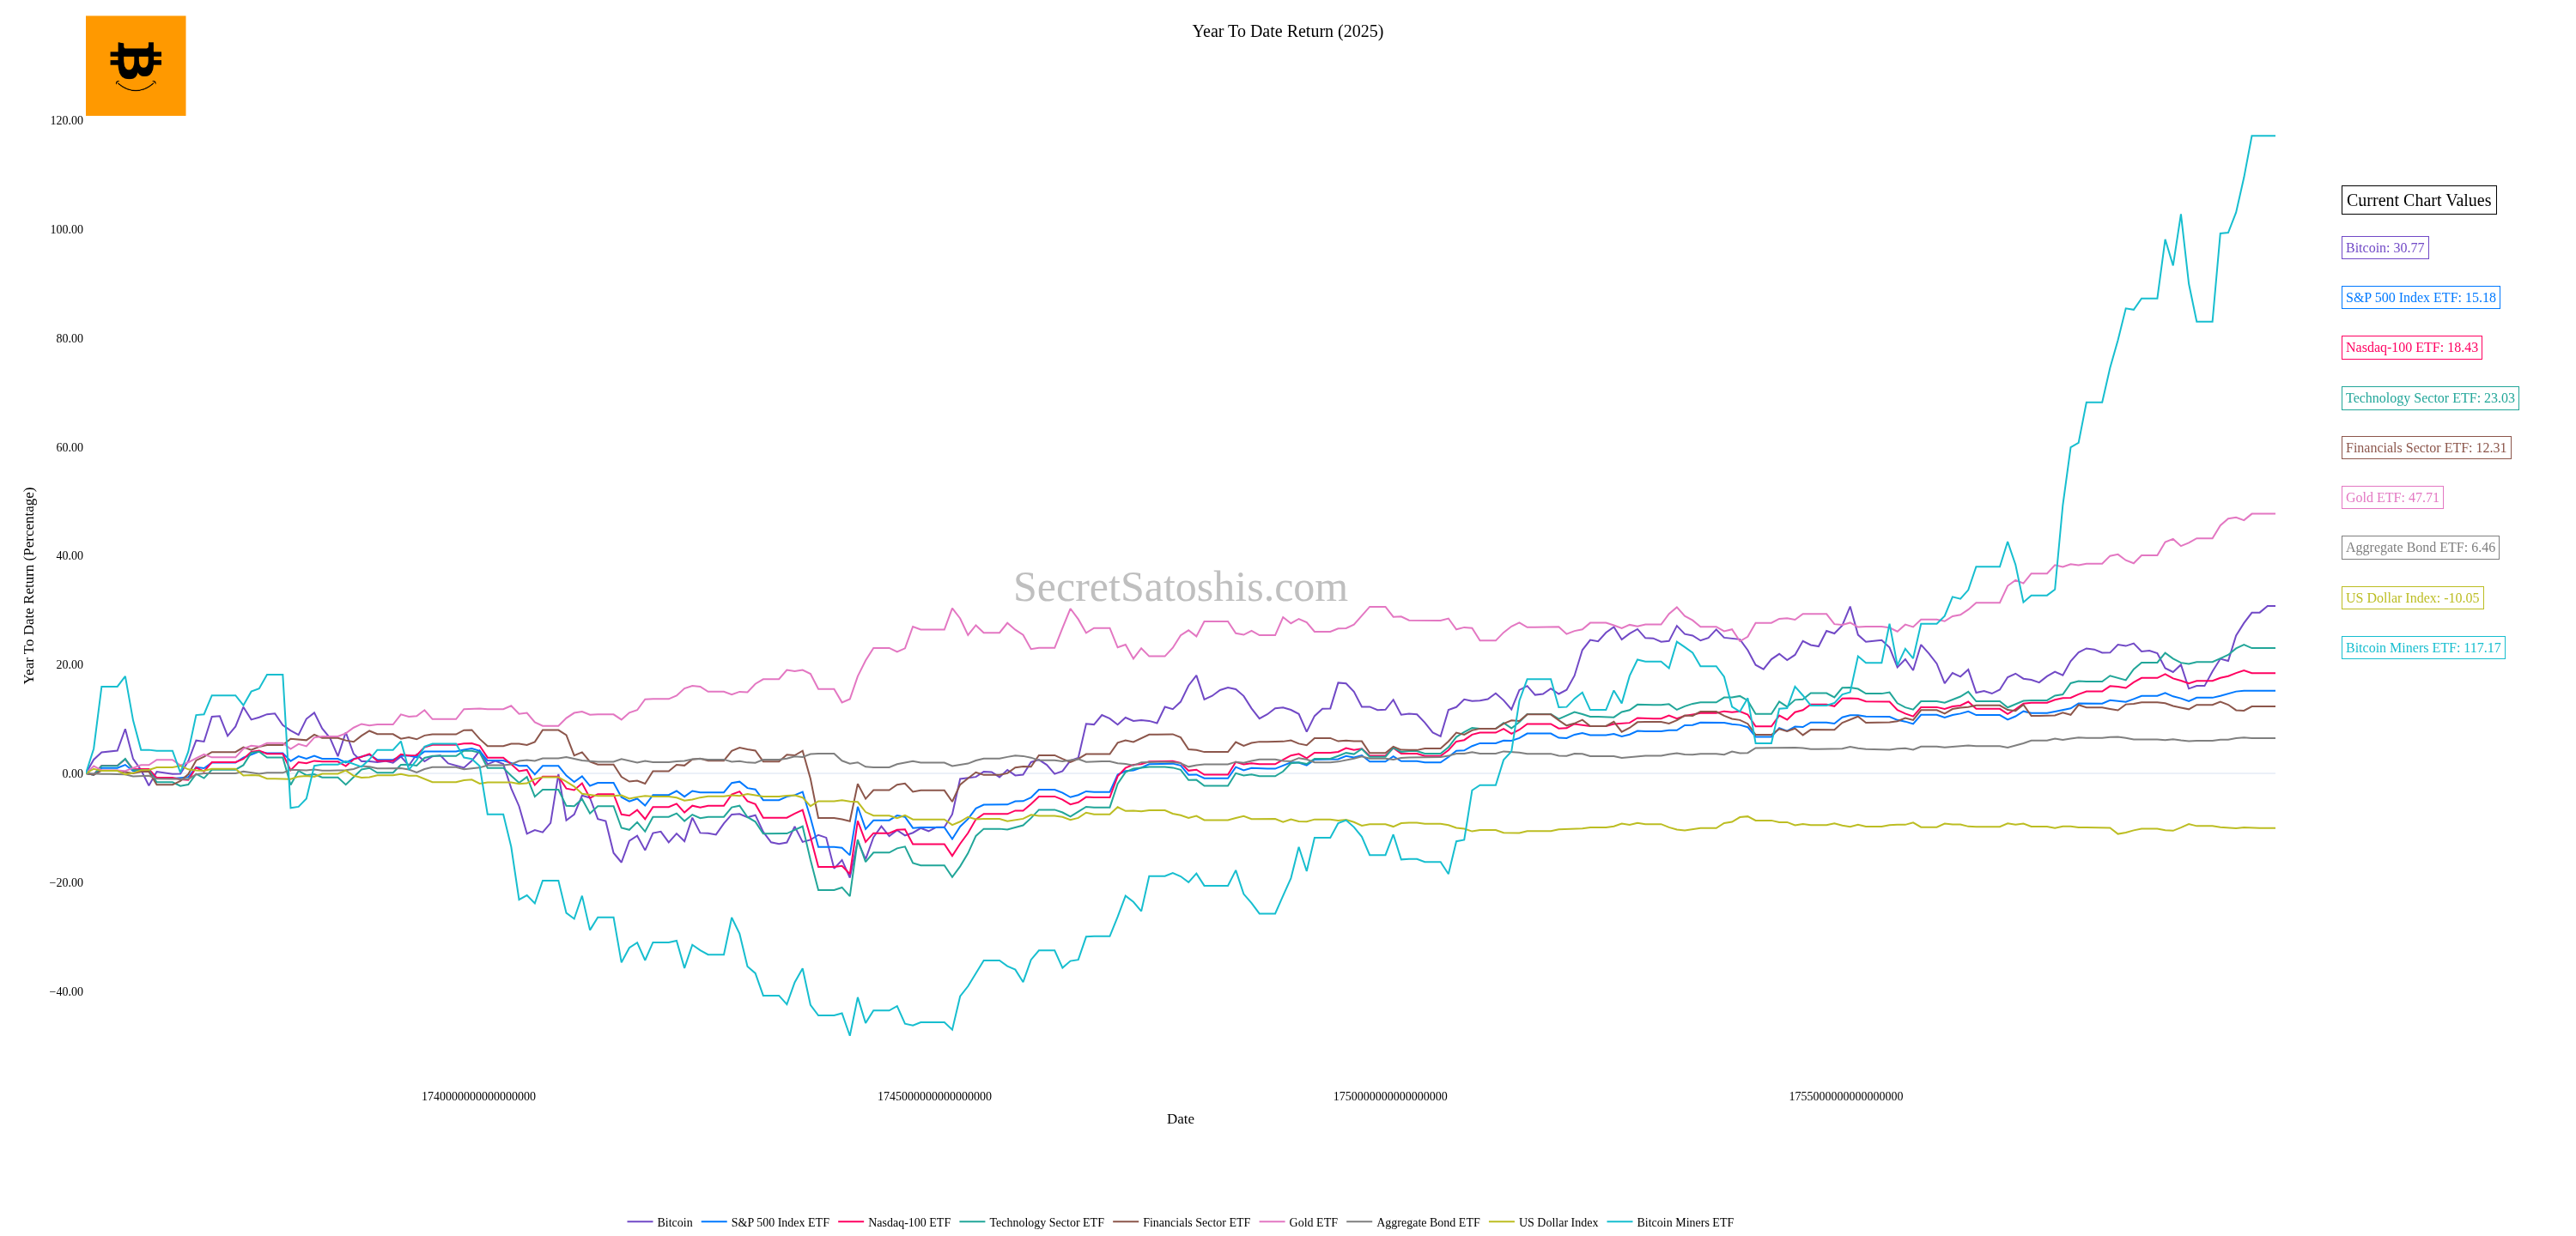 Year To Date Return (2025)
120.00
100.00
80.00
60.00
40.00
20.00
0.00
−20.00
−40.00
Year To Date Return (Percentage)
SecretSatoshis.com
Current Chart Values
Bitcoin: 30.77
S&P 500 Index ETF: 15.18
Nasdaq-100 ETF: 18.43
Technology Sector ETF: 23.03
Financials Sector ETF: 12.31
Gold ETF: 47.71
Aggregate Bond ETF: 6.46
US Dollar Index: -10.05
Bitcoin Miners ETF: 117.17
1740000000000000000 1745000000000000000 1750000000000000000 1755000000000000000
Date
Bitcoin S&P 500 Index ETF Nasdaq-100 ETF Technology Sector ETF Financials Sector ETF Gold ETF Aggregate Bond ETF US Dollar Index Bitcoin Miners ETF